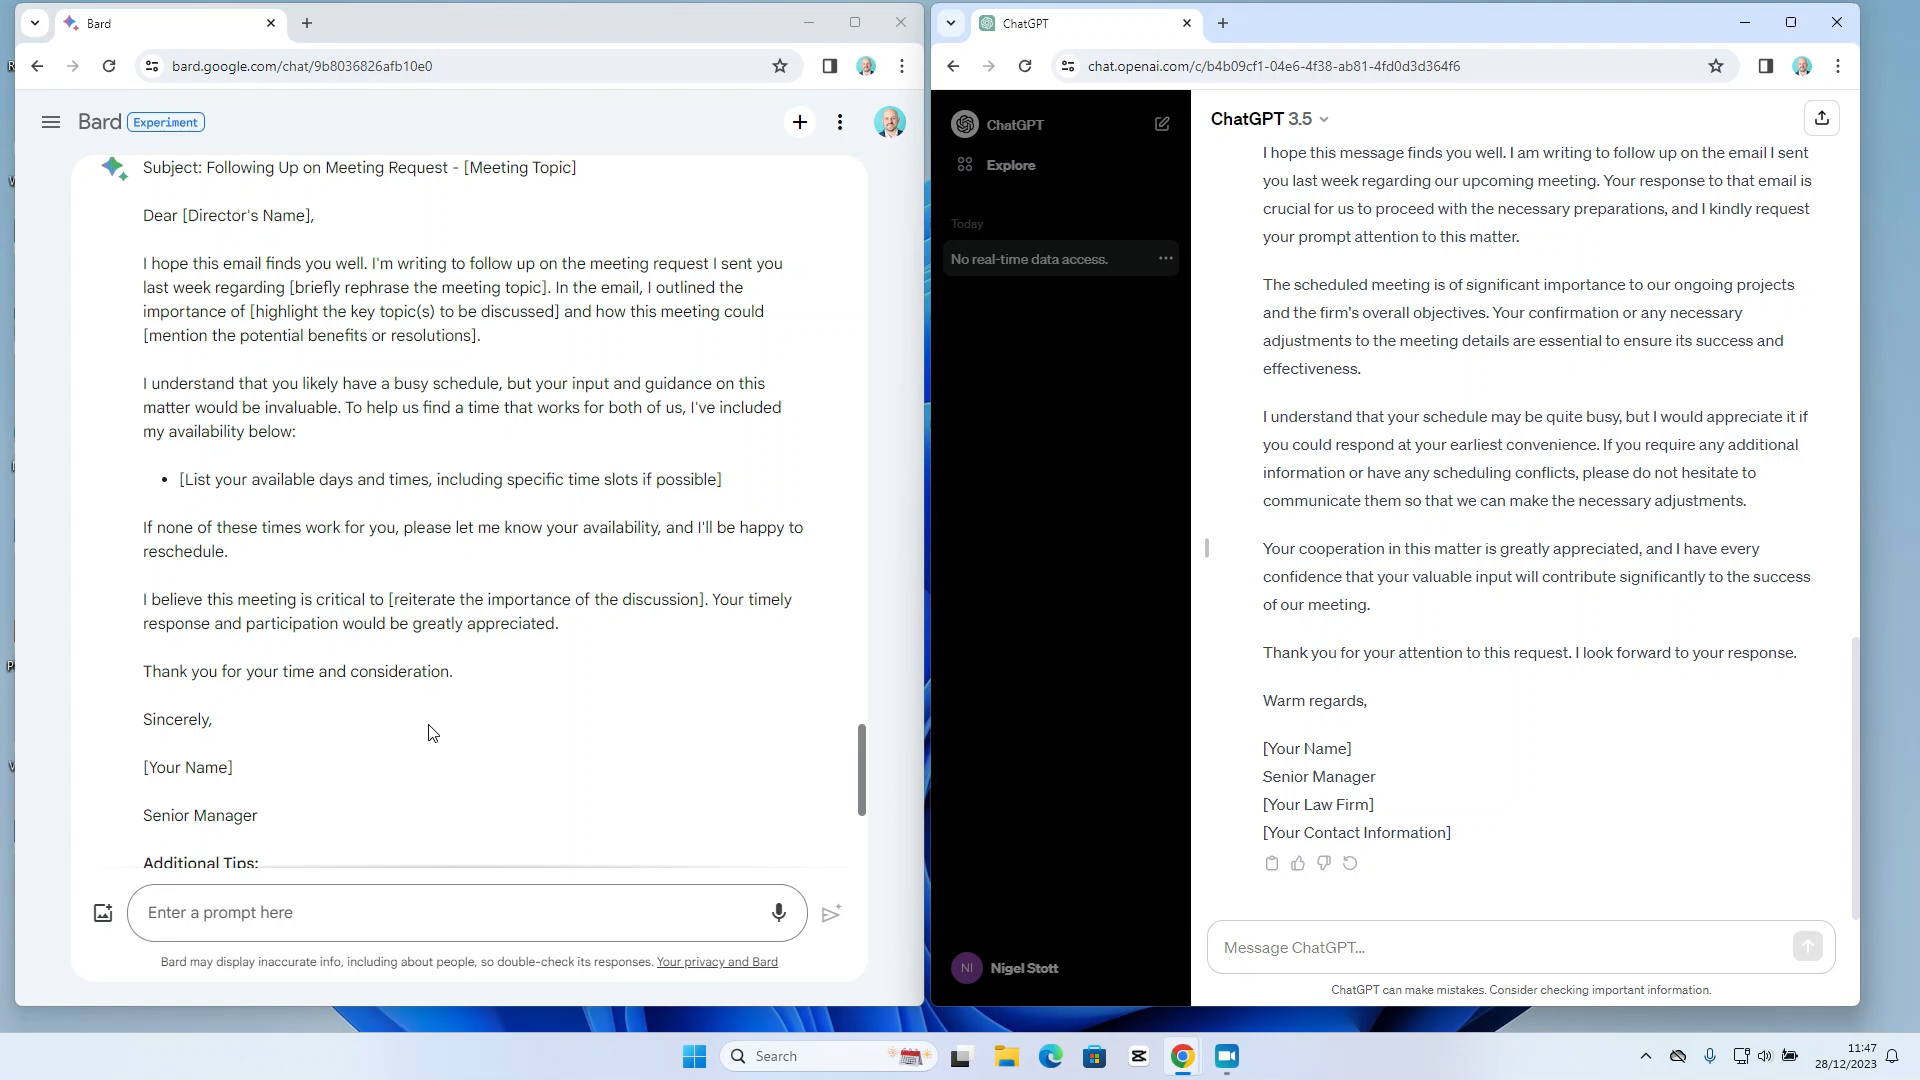 Bard
bard.google.com/chat/9b8036826afb10e0
Bard Experiment
Subject: Following Up on Meeting Request - [Meeting Topic]
Dear [Director's Name],
I hope this email finds you well. I'm writing to follow up on the meeting request I sent you
last week regarding [briefly rephrase the meeting topic]. In the email, I outlined the
importance of [highlight the key topic(s) to be discussed] and how this meeting could
[mention the potential benefits or resolutions].
I understand that you likely have a busy schedule, but your input and guidance on this
matter would be invaluable. To help us find a time that works for both of us, I've included
my availability below:
• [List your available days and times, including specific time slots if possible]
If none of these times work for you, please let me know your availability, and I'll be happy to
reschedule.
I believe this meeting is critical to [reiterate the importance of the discussion]. Your timely
response and participation would be greatly appreciated.
Thank you for your time and consideration.
Sincerely,
[Your Name]
Senior Manager
Additional Tips:
Enter a prompt here
Bard may display inaccurate info, including about people, so double-check its responses. Your privacy and Bard
ChatGPT
chat.openai.com/c/b4b09cf1-04e6-4f38-ab81-4fd0d3d364f6
ChatGPT
Explore
Today
No real-time data access.
NI Nigel Stott
ChatGPT 3.5
I hope this message finds you well. I am writing to follow up on the email I sent
you last week regarding our upcoming meeting. Your response to that email is
crucial for us to proceed with the necessary preparations, and I kindly request
your prompt attention to this matter.
The scheduled meeting is of significant importance to our ongoing projects
and the firm's overall objectives. Your confirmation or any necessary
adjustments to the meeting details are essential to ensure its success and
effectiveness.
I understand that your schedule may be quite busy, but I would appreciate it if
you could respond at your earliest convenience. If you require any additional
information or have any scheduling conflicts, please do not hesitate to
communicate them so that we can make the necessary adjustments.
Your cooperation in this matter is greatly appreciated, and I have every
confidence that your valuable input will contribute significantly to the success
of our meeting.
Thank you for your attention to this request. I look forward to your response.
Warm regards,
[Your Name]
Senior Manager
[Your Law Firm]
[Your Contact Information]
Message ChatGPT...
ChatGPT can make mistakes. Consider checking important information.
Search
11:47
28/12/2023